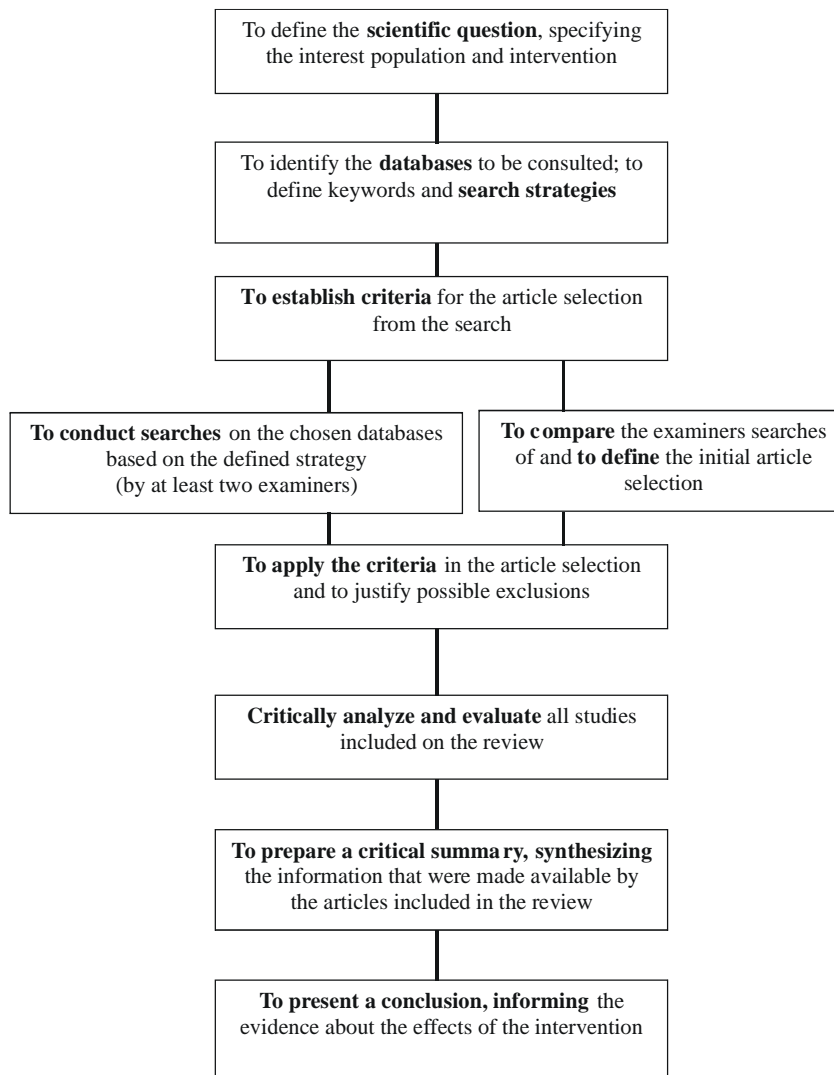 To define the scientific question, specifying
the interest population and intervention
To identify the databases to be consulted; to
define keywords and search strategies
To establish criteria for the article selection
from the search
To conduct searches on the chosen databases
based on the defined strategy
(by at least two examiners)
To compare the examiners searches
of and to define the initial article
selection
To apply the criteria in the article selection
and to justify possible exclusions
Critically analyze and evaluate all studies
included on the review
To prepare a critical summary, synthesizing
the information that were made available by
the articles included in the review
To present a conclusion, informing the
evidence about the effects of the intervention